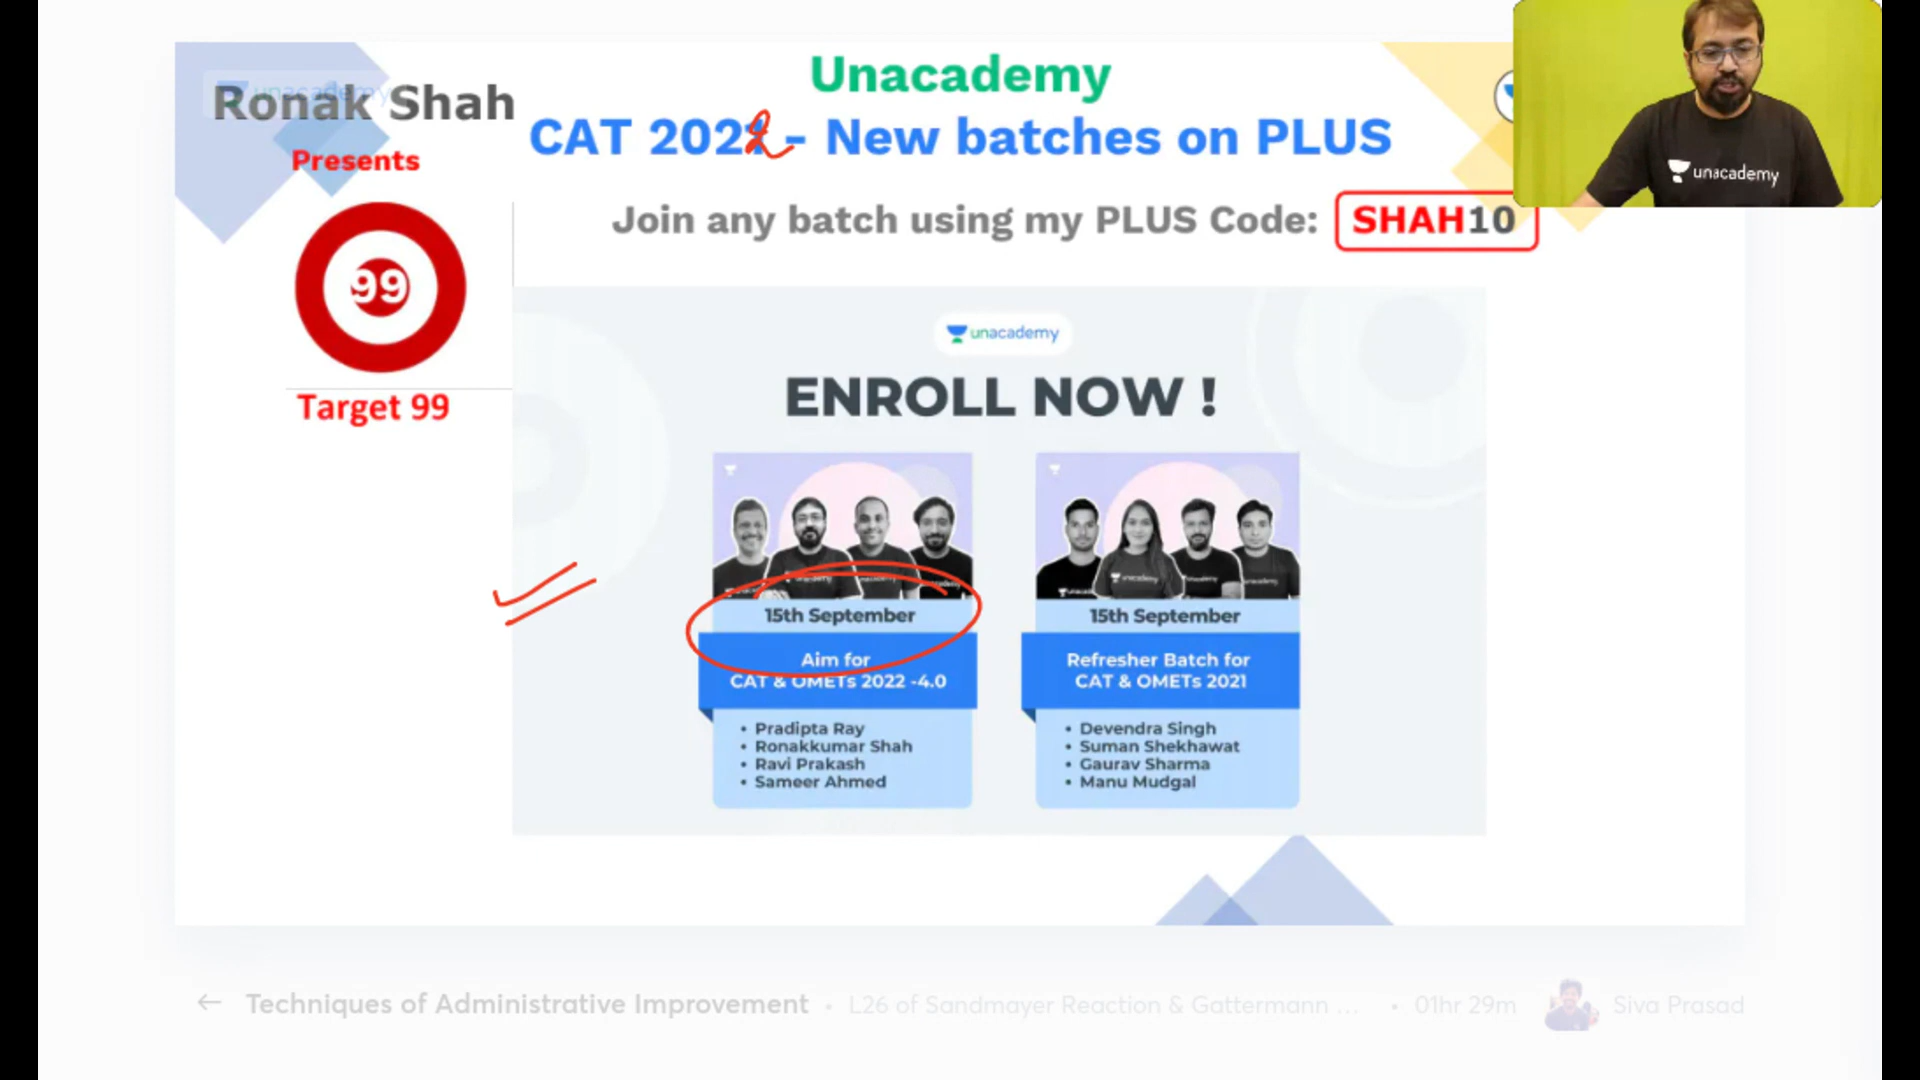 unacademy
Ronak Shah
Presents
99
Target 99
Unacademy
CAT 2022 - New batches on PLUS
Join any batch using my PLUS Code: SHAH10
unacademy
unacademy
ENROLL NOW !
15th September
Aim for
CAT & OMETs 2022 -4.0
• Pradipta Ray
• Ronakkumar Shah
• Ravi Prakash
• Sameer Ahmed
15th September
Refresher Batch for
CAT & OMETs 2021
• Devendra Singh
• Suman Shekhawat
• Gaurav Sharma
• Manu Mudgal
← Techniques of Administrative Improvement • L26 of Sandmayer Reaction & Gattermann ... • 01hr 29m Siva Prasad